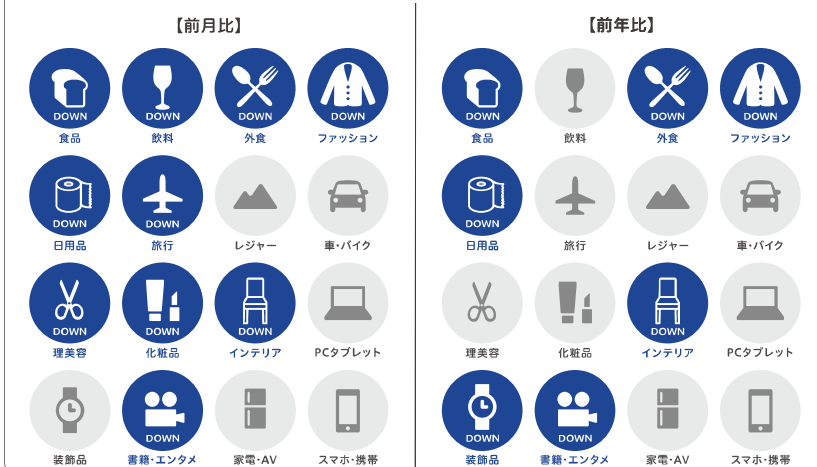 【前月比】
DOWN DOWN DOWN DOWN
食品 飲料 外食 ファッション
DOWN DOWN
日用品 旅行 レジャー 車・バイク
DOWN DOWN DOWN
理美容 化粧品 インテリア PCタブレット
DOWN
装飾品 書籍・エンタメ 家電・AV スマホ・携帯
【前年比】
DOWN DOWN DOWN
食品 飲料 外食 ファッション
DOWN
日用品 旅行 レジャー 車・バイク
DOWN
理美容 化粧品 インテリア PCタブレット
DOWN DOWN
装飾品 書籍・エンタメ 家電・AV スマホ・携帯